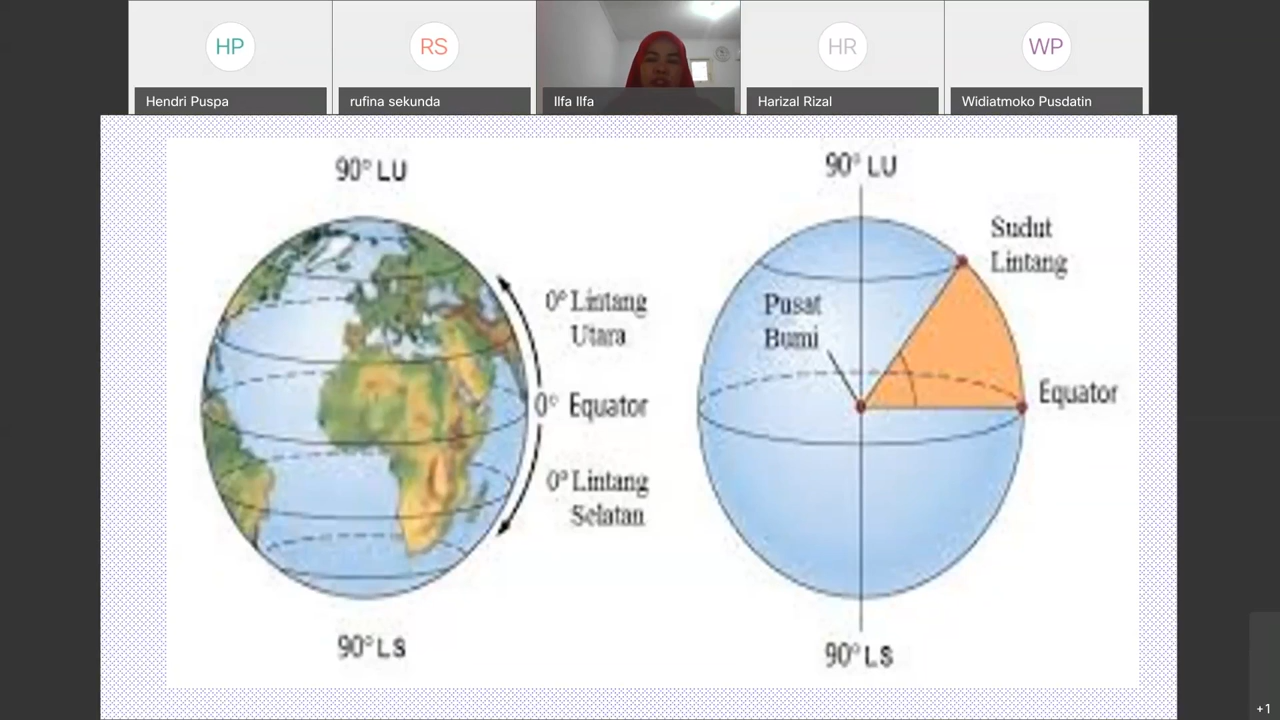 HP
RS
HR
WP
Hendri Puspa
rufina sekunda
Ilfa Ilfa
Harizal Rizal
Widiatmoko Pusdatin
90° LU
0° Lintang
Utara
0° Equator
0° Lintang
Selatan
90° LS
90° LU
Sudut
Lintang
Pusat
Bumi
Equator
90° LS
+1